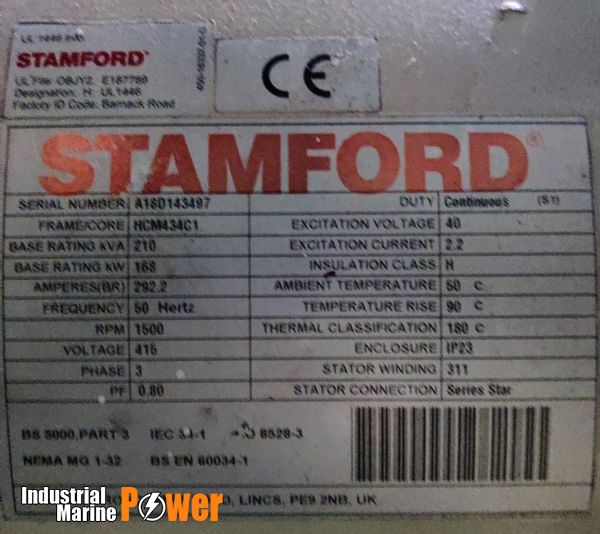 UL 1446 Info
STAMFORD
UL File: OBJY2. E187789
Designation: H: UL1446
Factory ID Code: Barnack Road
CE
STAMFORD
SERIAL NUMBER A18D143497 DUTY Continuous (S1)
FRAME/CORE HCM434C1 EXCITATION VOLTAGE 40
BASE RATING KVA 210 EXCITATION CURRENT 2.2
BASE RATING KW 168 INSULATION CLASS H
AMPERES(BR) 292.2 AMBIENT TEMPERATURE 50 C
FREQUENCY 50 Hertz TEMPERATURE RISE 90 C
RPM 1500 THERMAL CLASSIFICATION 180 C
VOLTAGE 415 ENCLOSURE IP23
PHASE 3 STATOR WINDING 311
PF 0.80 STATOR CONNECTION Series Star
BS 5000,PART 3 IEC 34-1 8528-3
NEMA MG 1-32 BS EN 60034-1
LINCS, PE9 2NB, UK
Industrial
Marine Power